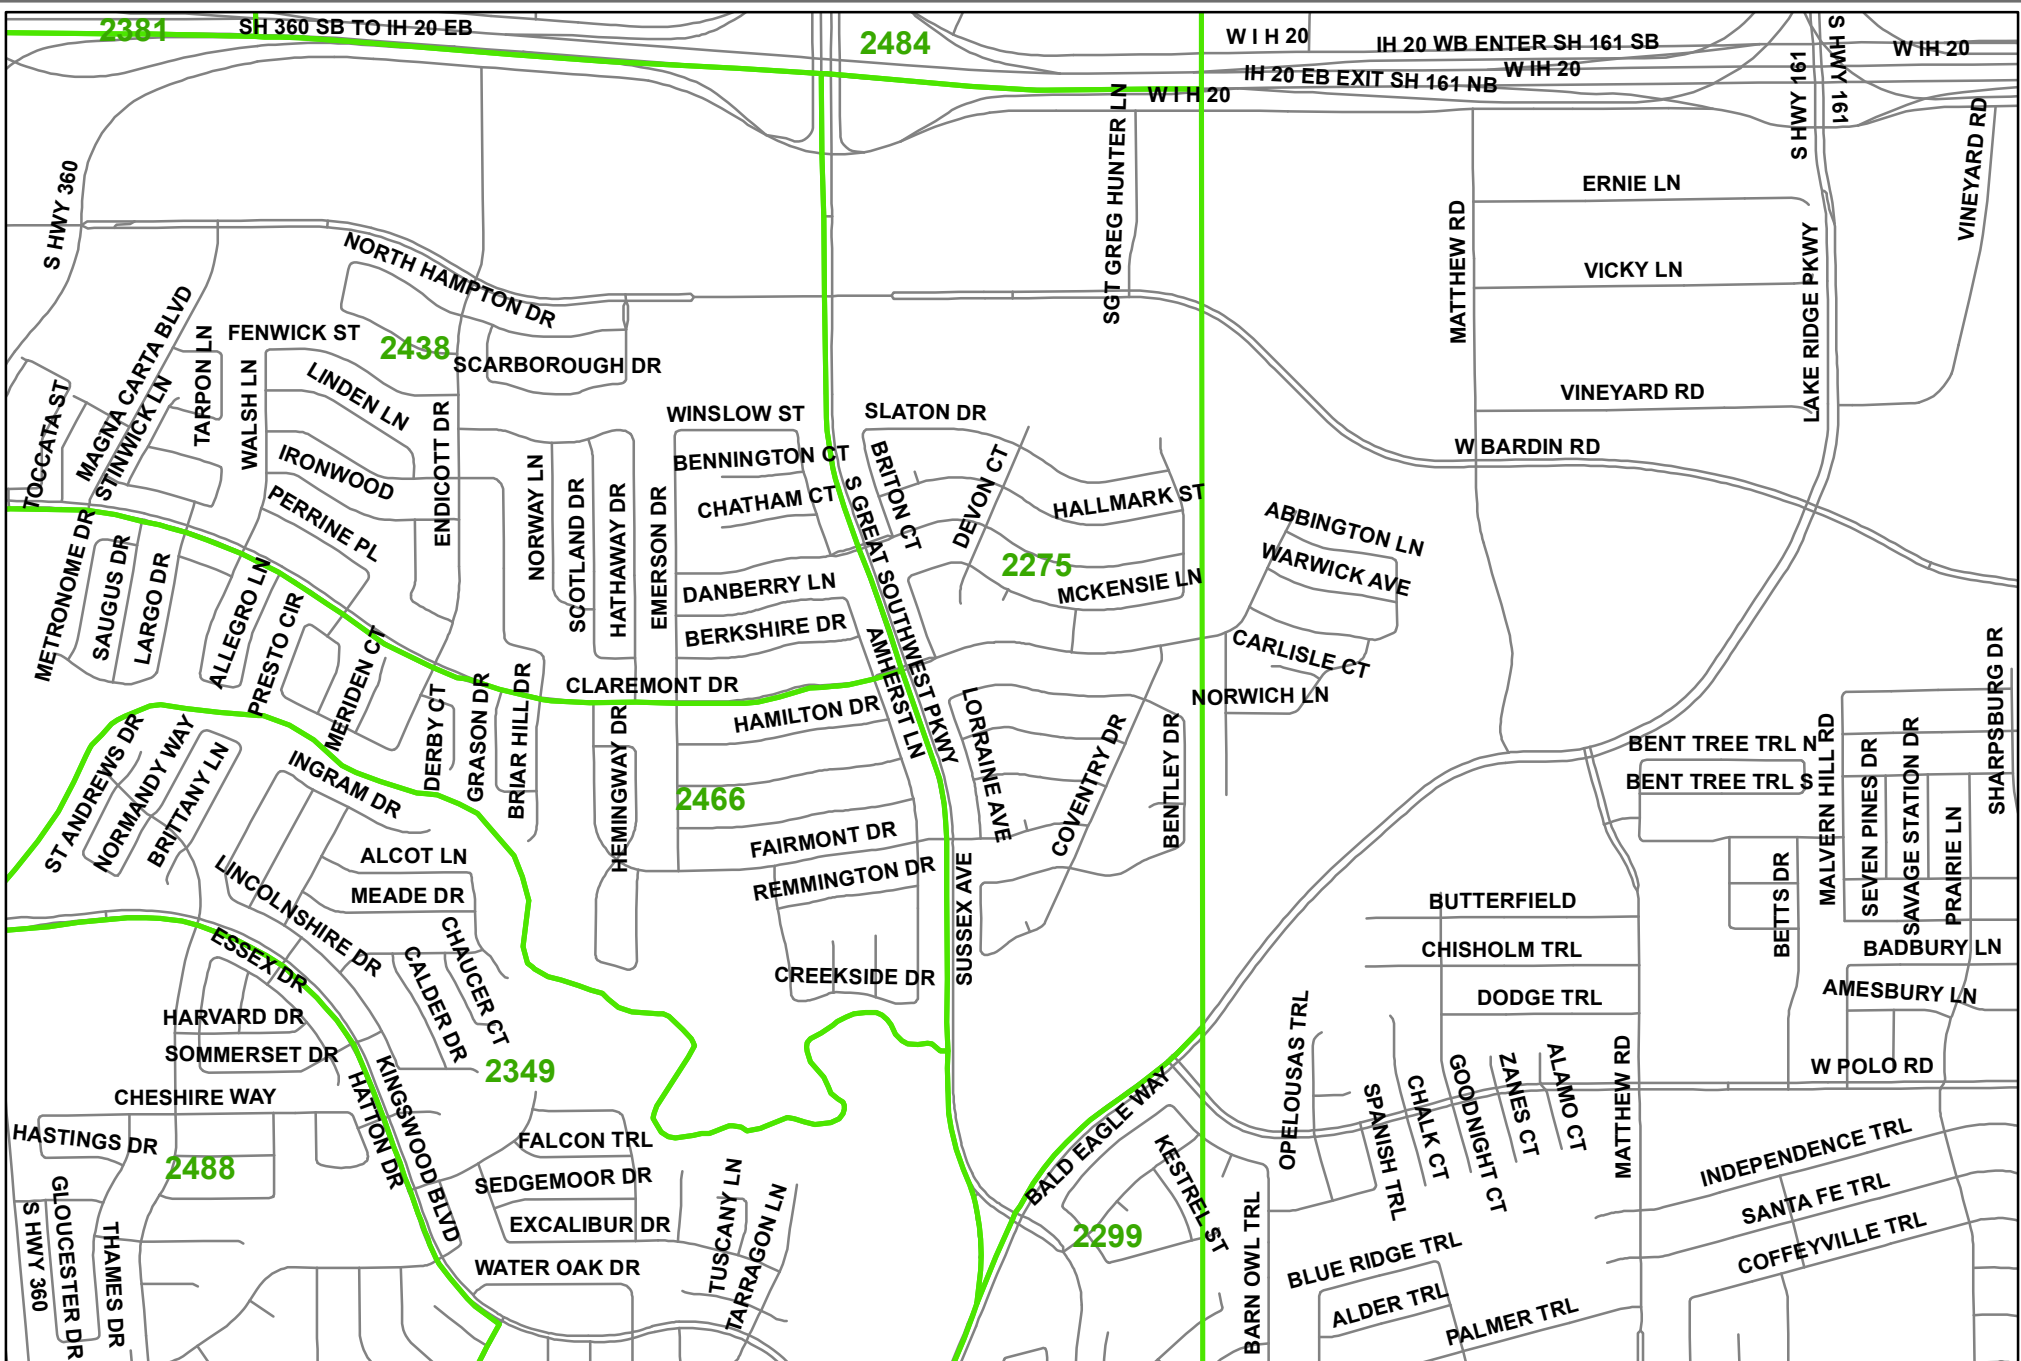 2381
SH 360 SB TO IH 20 EB
2484
W I H 20
IH 20 WB ENTER SH 161 SB
S HWY 161
W IH 20
IH 20 EB EXIT SH 161 NB
W IH 20
W I H 20
S HWY 161
VINEYARD RD
S HWY 360
SGT GREG HUNTER LN
ERNIE LN
MATTHEW RD
VICKY LN
LAKE RIDGE PKWY
NORTH HAMPTON DR
MAGNA CARTA BLVD
FENWICK ST
2438
SCARBOROUGH DR
TARPON LN
WALSH LN
LINDEN LN
STINWICK LN
TOCCATA ST
ENDICOTT DR
WINSLOW ST
SLATON DR
VINEYARD RD
W BARDIN RD
BENNINGTON CT
BRITON CT
DEVON CT
IRONWOOD
CHATHAM CT
HALLMARK ST
PERRINE PL
NORWAY LN
SCOTLAND DR
HATHAWAY DR
EMERSON DR
S GREAT SOUTHWEST PKWY
ABBINGTON LN
WARWICK AVE
2275
MCKENSIE LN
METRONOME DR
SAUGUS DR
LARGO DR
ALLEGRO LN
PRESTO CIR
MERIDEN CT
DANBERRY LN
BERKSHIRE DR
AMHERST LN
CARLISLE CT
NORWICH LN
SHARPSBURG DR
CLAREMONT DR
DERBY CT
GRASON DR
BRIAR HILL DR
HAMILTON DR
LORRAINE AVE
COVENTRY DR
BENTLEY DR
ST ANDREWS DR
NORMANDY WAY
BRITTANY LN
INGRAM DR
HEMINGWAY DR
2466
BENT TREE TRL N
BENT TREE TRL S
MALVERN HILL RD
SEVEN PINES DR
SAVAGE STATION DR
PRAIRIE LN
FAIRMONT DR
REMMINGTON DR
ALCOT LN
MEADE DR
LINCOLNSHIRE DR
SUSSEX AVE
BETTS DR
BUTTERFIELD
CHISHOLM TRL
BADBURY LN
ESSEX DR
CALDER DR
CHAUCER CT
CREEKSIDE DR
DODGE TRL
AMESBURY LN
HARVARD DR
SOMMERSET DR
2349
OPELOUSAS TRL
W POLO RD
CHESHIRE WAY
HATTON DR
KINGSWOOD BLVD
BALD EAGLE WAY
SPANISH TRL
CHALK CT
GOODNIGHT CT
ZANES CT
ALAMO CT
MATTHEW RD
HASTINGS DR
2488
FALCON TRL
SEDGEMOOR DR
EXCALIBUR DR
KESTREL ST
INDEPENDENCE TRL
SANTA FE TRL
COFFEYVILLE TRL
S HWY 360
GLOUCESTER DR
THAMES DR
WATER OAK DR
TUSCANY LN
TARRAGON LN
2299
BARN OWL TRL
BLUE RIDGE TRL
ALDER TRL
PALMER TRL